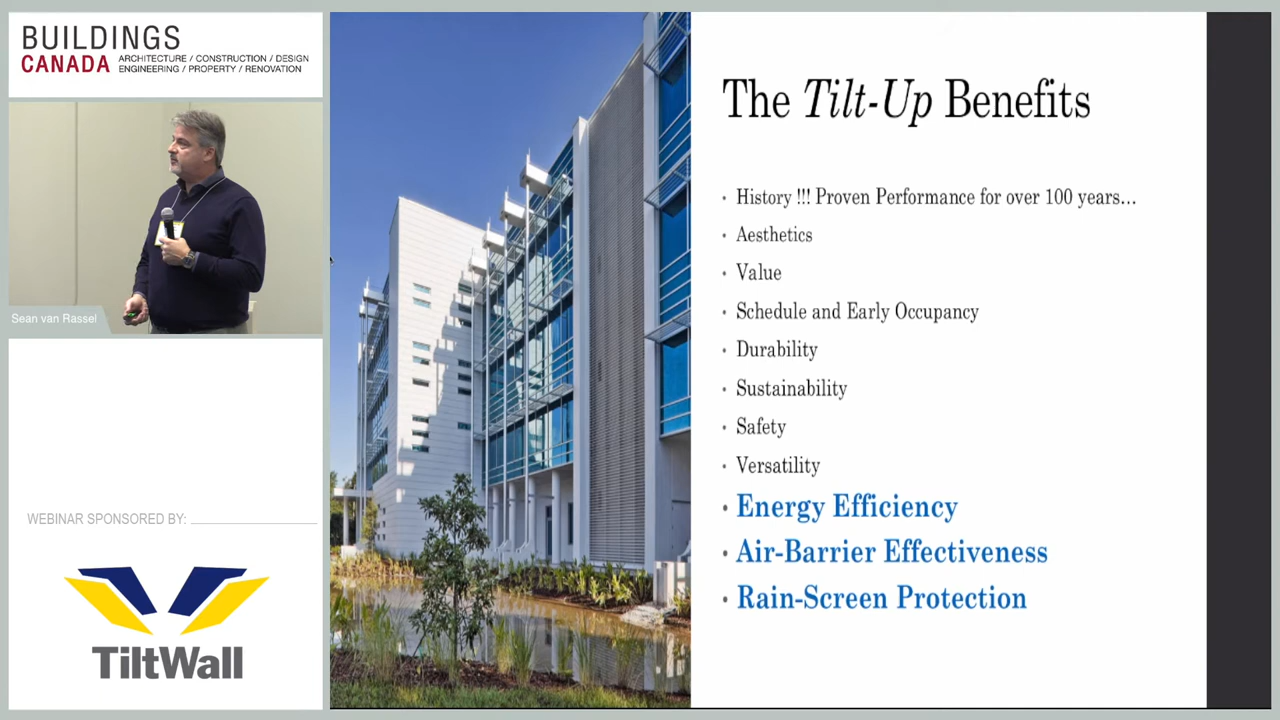 BUILDINGS
CANADA
ARCHITECTURE / CONSTRUCTION / DESIGN
ENGINEERING / PROPERTY / RENOVATION
Sean van Rassel
WEBINAR SPONSORED BY:
TiltWall
The Tilt-Up Benefits
• History !!! Proven Performance for over 100 years...
• Aesthetics
• Value
• Schedule and Early Occupancy
• Durability
• Sustainability
• Safety
• Versatility
• Energy Efficiency
• Air-Barrier Effectiveness
• Rain-Screen Protection